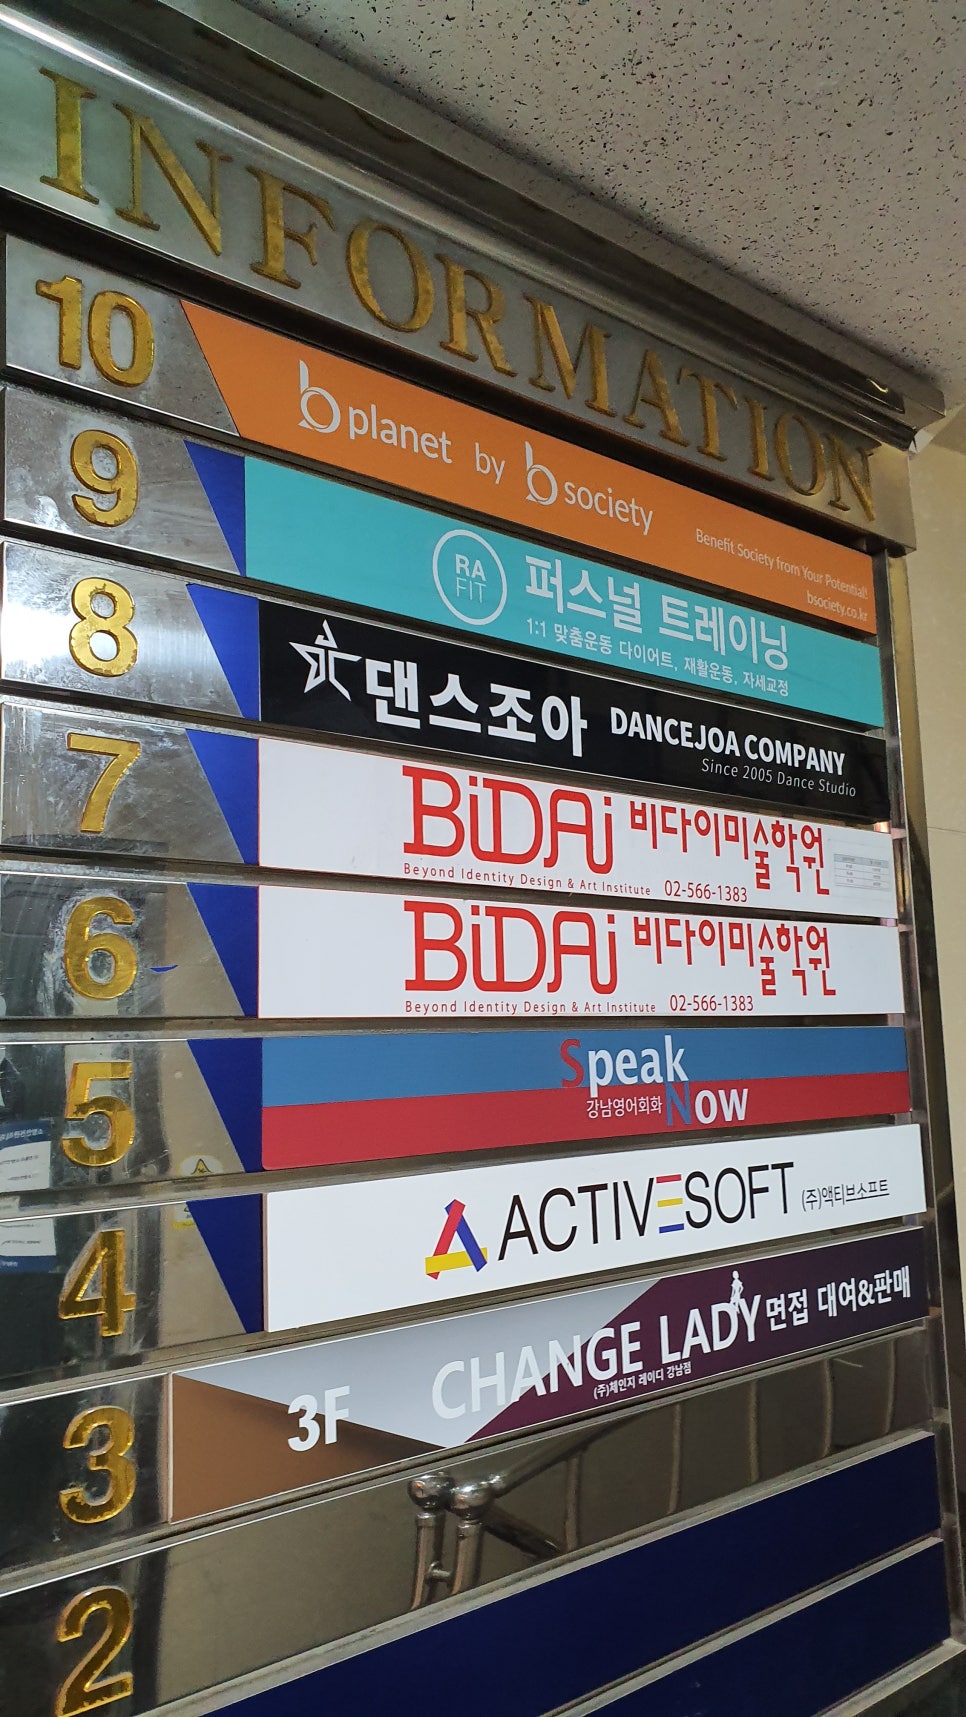 INFORMATION
10
b planet by b society
Benefit Society from Your Potential!
bsociety.co.kr
9
RA
FIT
퍼스널 트레이닝
1:1 맞춤운동 다이어트, 재활운동, 자세교정
8
댄스조아 DANCEJOA COMPANY
Since 2005 Dance Studio
7
BiDAi 비다이미술학원
Beyond Identity Design & Art Institute 02-566-1383
6
BiDAi 비다이미술학원
Beyond Identity Design & Art Institute 02-566-1383
5
Speak
강남영어회화 Now
4
ACTIVESOFT (주)액티브소프트
3
3F CHANGE LADY 면접 대여&판매
(주)체인지 레이디 강남점
2